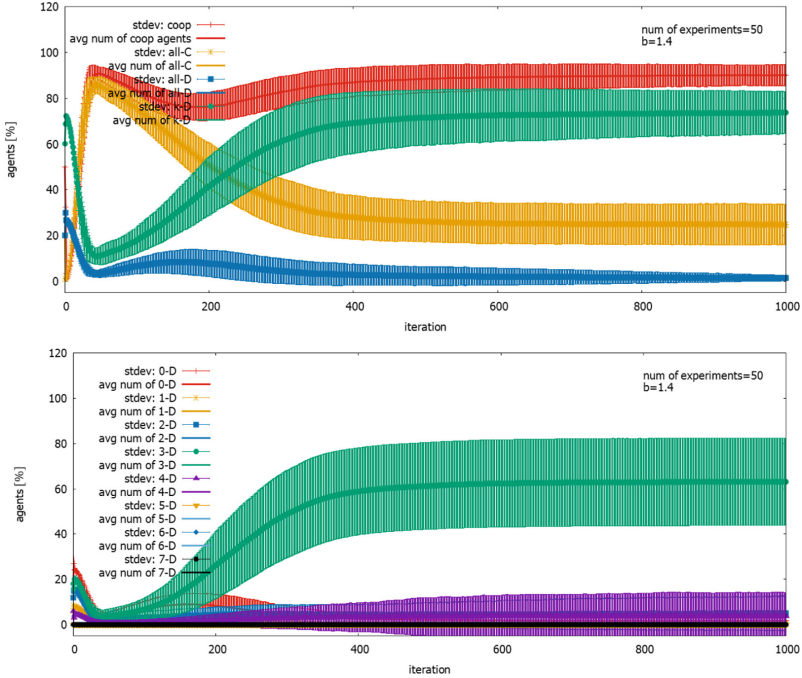 120
100
80
60
40
20
0
agents [%]
stdev: coop
avg num of coop agents
stdev: all-C
avg num of all-C
stdev: all-D
avg num of all-D
stdev: k-D
avg num of k-D
num of experiments=50
b=1.4
0 200 400 600 800 1000
iteration
120
100
80
60
40
20
0
agents [%]
stdev: 0-D
avg num of 0-D
stdev: 1-D
avg num of 1-D
stdev: 2-D
avg num of 2-D
stdev: 3-D
avg num of 3-D
stdev: 4-D
avg num of 4-D
stdev: 5-D
avg num of 5-D
stdev: 6-D
avg num of 6-D
stdev: 7-D
avg num of 7-D
num of experiments=50
b=1.4
0 200 400 600 800 1000
iteration